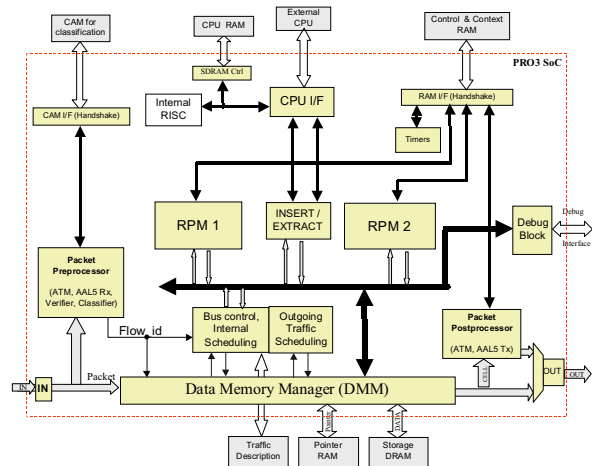 CAM for
classification
CPU RAM
External
CPU
Control & Context
RAM
PRO3 SoC
SDRAM Ctrl
Internal
RISC
CPU I/F
CAM I/F (Handshake)
RAM I/F (Handshake)
Timers
RPM 1
INSERT /
EXTRACT
RPM 2
Debug
Block
Debug
Interface
Packet
Preprocessor
(ATM, AAL5 Rx,
Verifier, Classifier)
Flow_id
Bus control,
Internal
Scheduling
Outgoing
Traffic
Scheduling
Packet
Postprocessor
(ATM, AAL5 Tx)
CELL
IN
IN
Packet
Data Memory Manager (DMM)
OUT
OUT
Pointer
DATA
Traffic
Description
Pointer
RAM
Storage
DRAM